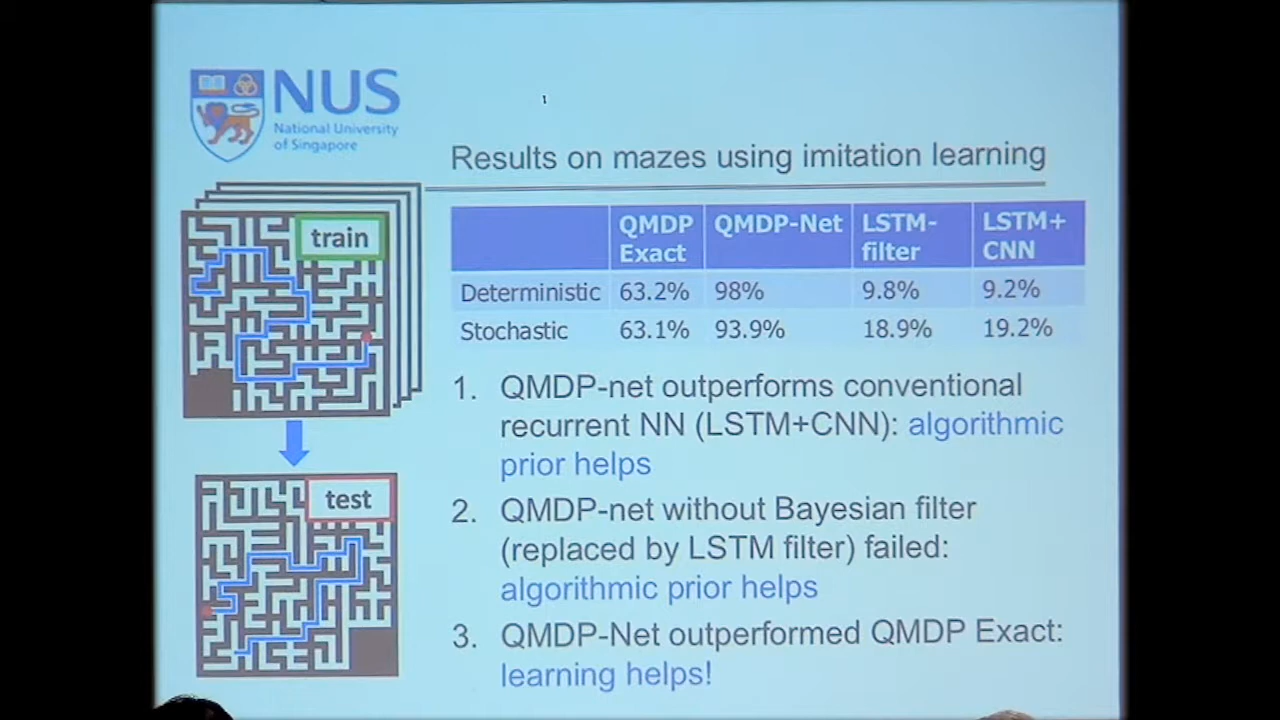 NUS
National University
of Singapore
1
Results on mazes using imitation learning
train
test
QMDP Exact QMDP-Net LSTM-filter LSTM+ CNN
Deterministic 63.2% 98% 9.8% 9.2%
Stochastic 63.1% 93.9% 18.9% 19.2%
1. QMDP-net outperforms conventional
recurrent NN (LSTM+CNN): algorithmic
prior helps
2. QMDP-net without Bayesian filter
(replaced by LSTM filter) failed:
algorithmic prior helps
3. QMDP-Net outperformed QMDP Exact:
learning helps!